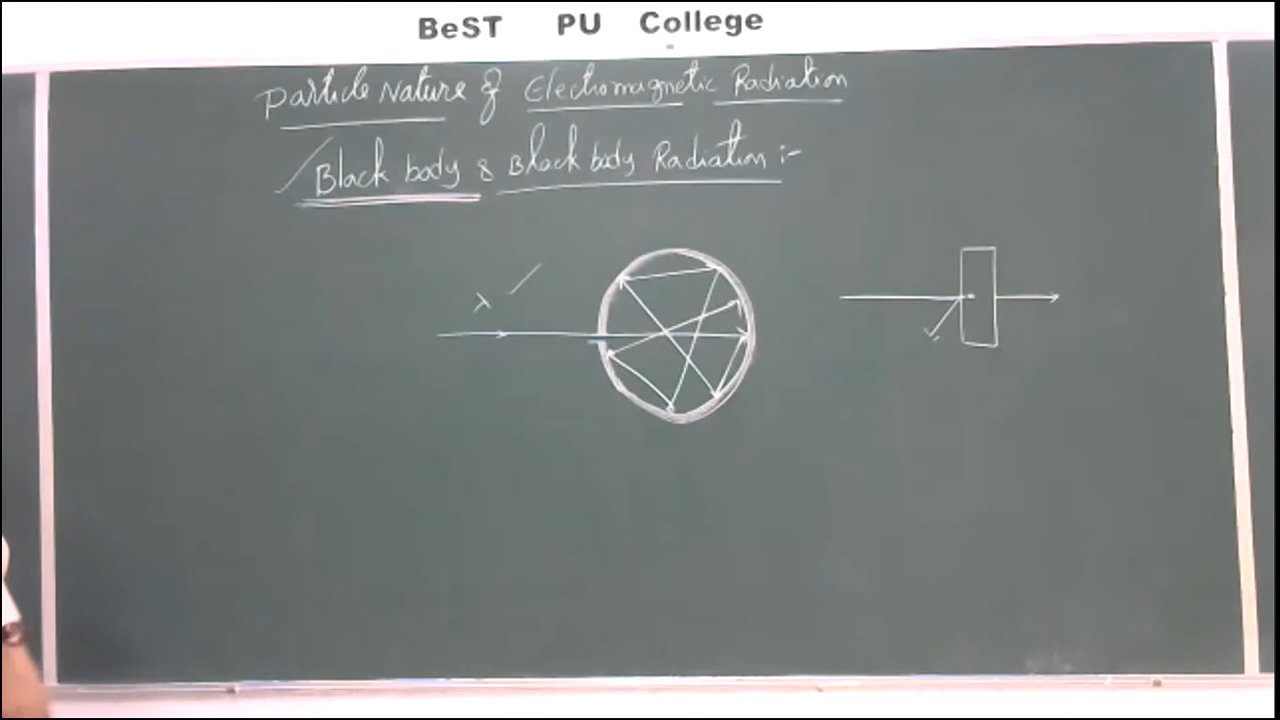 BeST PU College
Particle Nature of Electromagnetic Radiation
Black body & Black body Radiation :-
λ